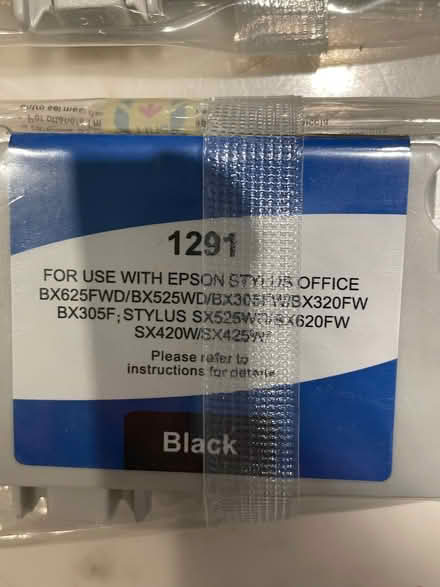 1291
FOR USE WITH EPSON STYLUS OFFICE
BX625FWD/BX525WD/BX305FW/BX320FW
BX305F; STYLUS SX525WD/SX620FW
SX420W/SX425W
Please refer to
instructions for details
Black